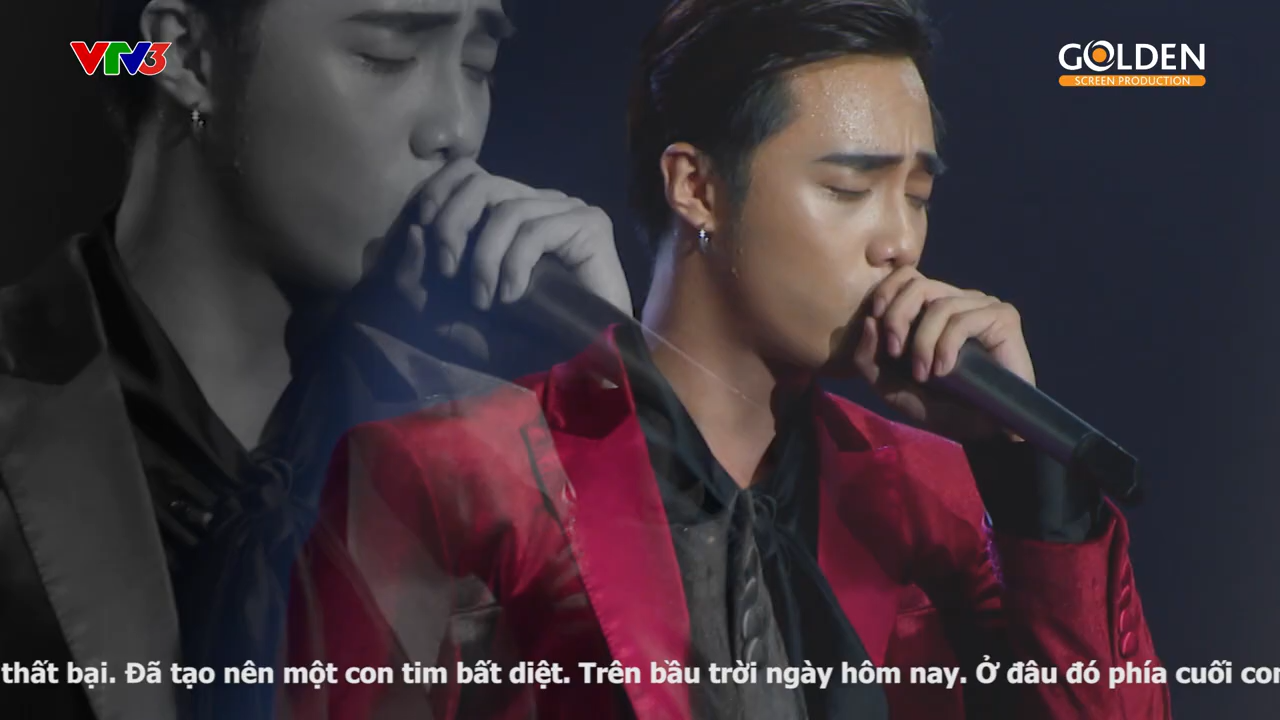 VTV3
GOLDEN
SCREEN PRODUCTION
thất bại. Đã tạo nên một con tim bất diệt. Trên bầu trời ngày hôm nay. Ở đâu đó phía cuối con